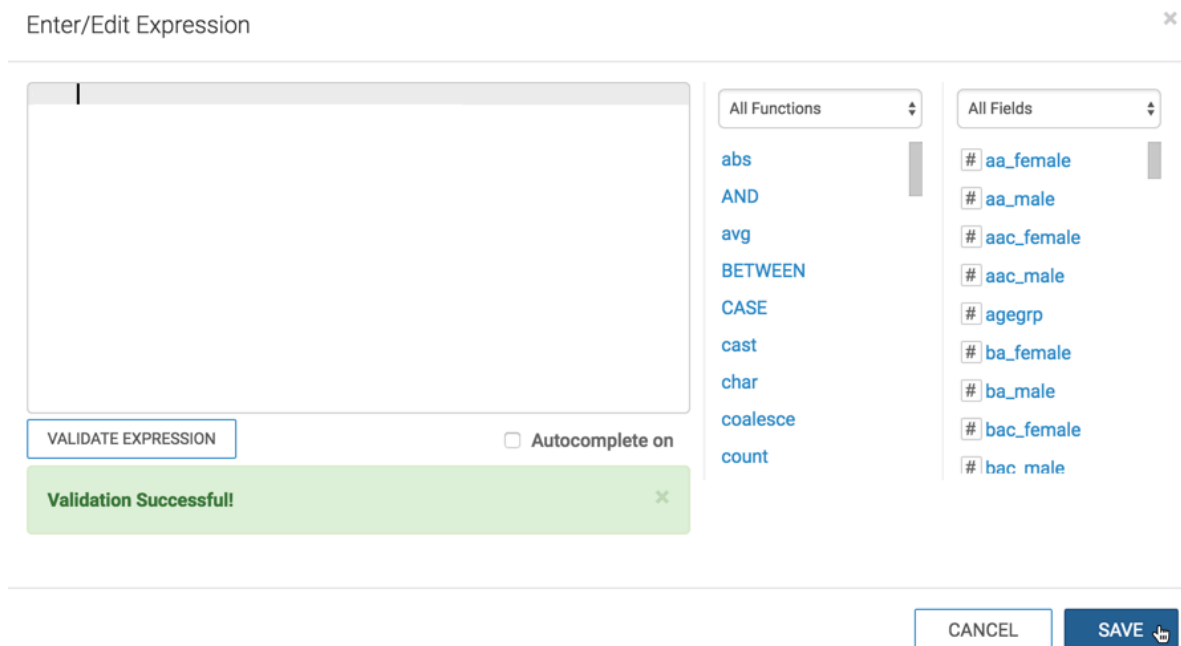 Enter/Edit Expression
×
All Functions
abs
AND
avg
BETWEEN
CASE
cast
char
coalesce
count
All Fields
# aa_female
# aa_male
# aac_female
# aac_male
# agegrp
# ba_female
# ba_male
# bac_female
# bac_male
VALIDATE EXPRESSION
Autocomplete on
Validation Successful! ×
CANCEL
SAVE